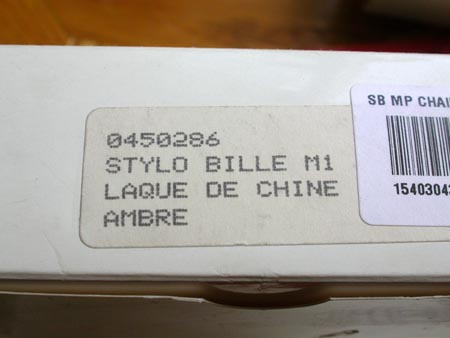 0450286
STYLO BILLE M1
LAQUE DE CHINE
AMBRE
SB MP